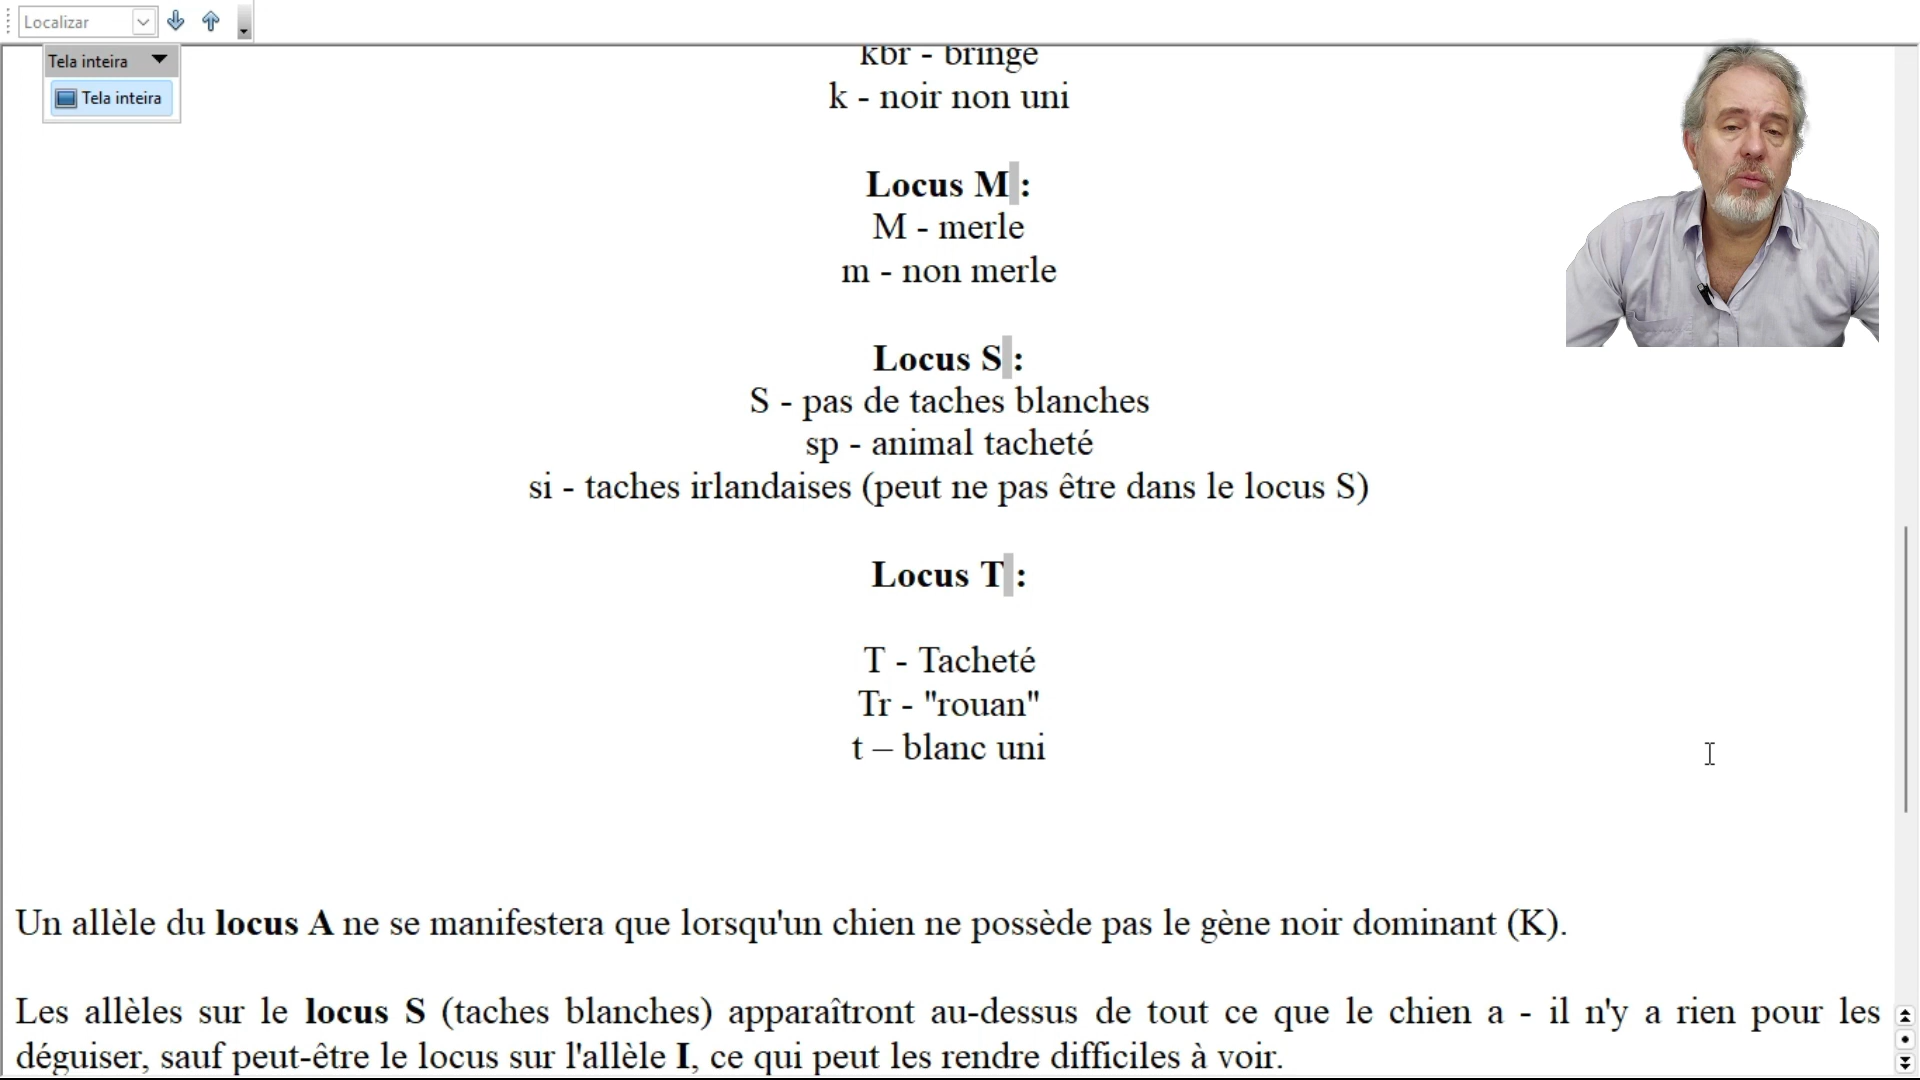 Localizar
Tela inteira
Tela inteira
kbr - bringe
k - noir non uni
Locus M :
M - merle
m - non merle
Locus S :
S - pas de taches blanches
sp - animal tacheté
si - taches irlandaises (peut ne pas être dans le locus S)
Locus T :
T - Tacheté
Tr - "rouan"
t – blanc uni
Un allèle du locus A ne se manifestera que lorsqu'un chien ne possède pas le gène noir dominant (K).
Les allèles sur le locus S (taches blanches) apparaîtront au-dessus de tout ce que le chien a - il n'y a rien pour les
déguiser, sauf peut-être le locus sur l'allèle I, ce qui peut les rendre difficiles à voir.